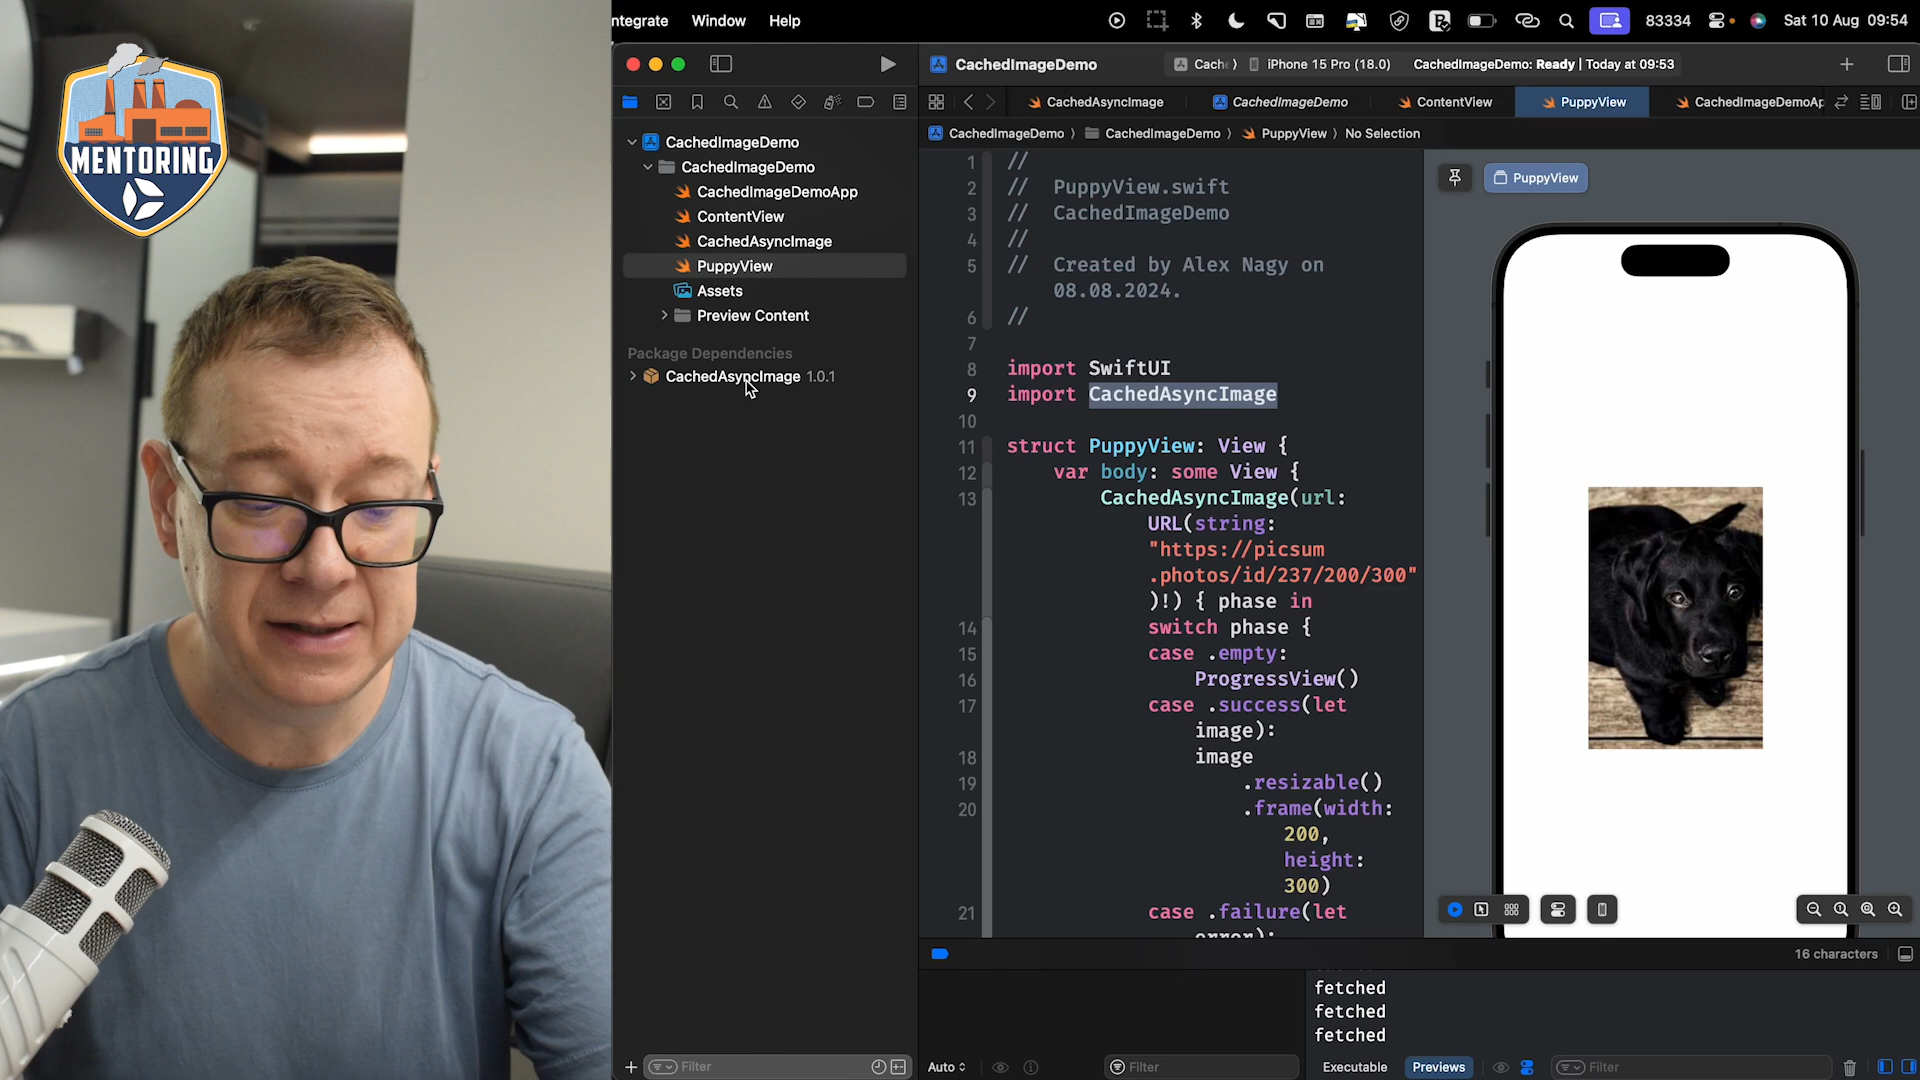 MENTORING
ntegrate Window Help
83334 Sat 10 Aug 09:54
CachedImageDemo
Cach iPhone 15 Pro (18.0) CachedImageDemo: Ready | Today at 09:53
CachedAsyncImage CachedImageDemo ContentView PuppyView CachedImageDemoAp
CachedImageDemo CachedImageDemo PuppyView No Selection
CachedImageDemo
CachedImageDemo
CachedImageDemoApp
ContentView
CachedAsyncImage
PuppyView
Assets
Preview Content
Package Dependencies
CachedAsyncImage 1.0.1
Filter
1 //
2 // PuppyView.swift
3 // CachedImageDemo
4 //
5 // Created by Alex Nagy on
08.08.2024.
6 //
7
8 import SwiftUI
9 import CachedAsyncImage
10
11 struct PuppyView: View {
12 var body: some View {
13 CachedAsyncImage(url:
URL(string:
"https://picsum
.photos/id/237/200/300"
)!) { phase in
14 switch phase {
15 case .empty:
16 ProgressView()
17 case .success(let
image):
18 image
19 .resizable()
20 .frame(width:
200,
height:
300)
21 case .failure(let
error):
PuppyView
16 characters
fetched
fetched
fetched
Auto Filter
Executable Previews Filter